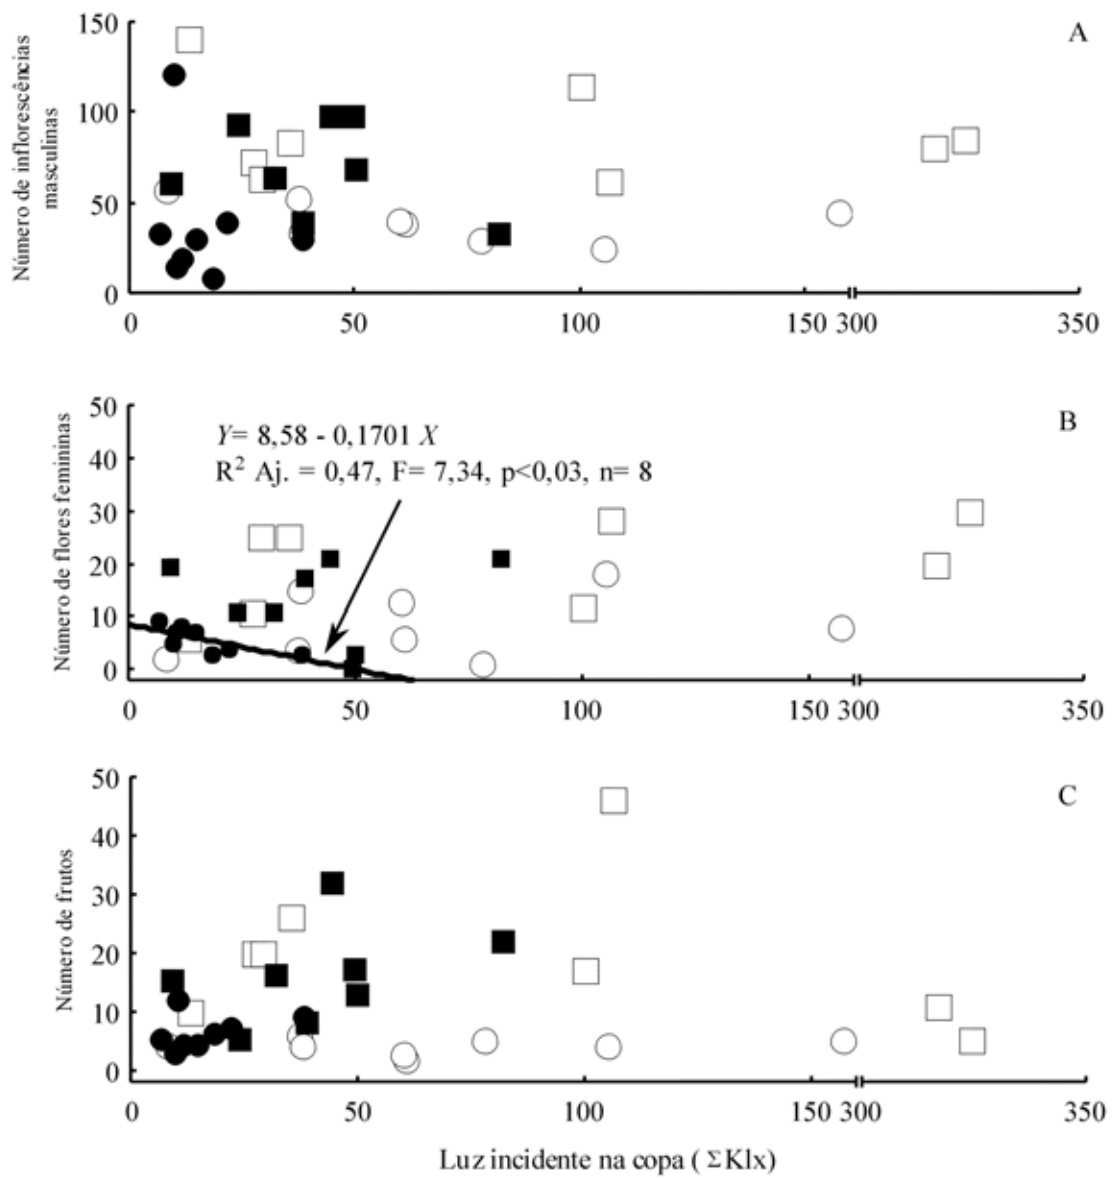 A
Número de inflorescências
masculinas
150
100
50
0
0 50 100 150 300 350
B
Número de flores femininas
Y= 8,58 - 0,1701 X
R² Aj. = 0,47, F= 7,34, p<0,03, n= 8
50
40
30
20
10
0
0 50 100 150 300 350
C
Número de frutos
50
40
30
20
10
0
0 50 100 150 300 350
Luz incidente na copa ( ΣKlx)